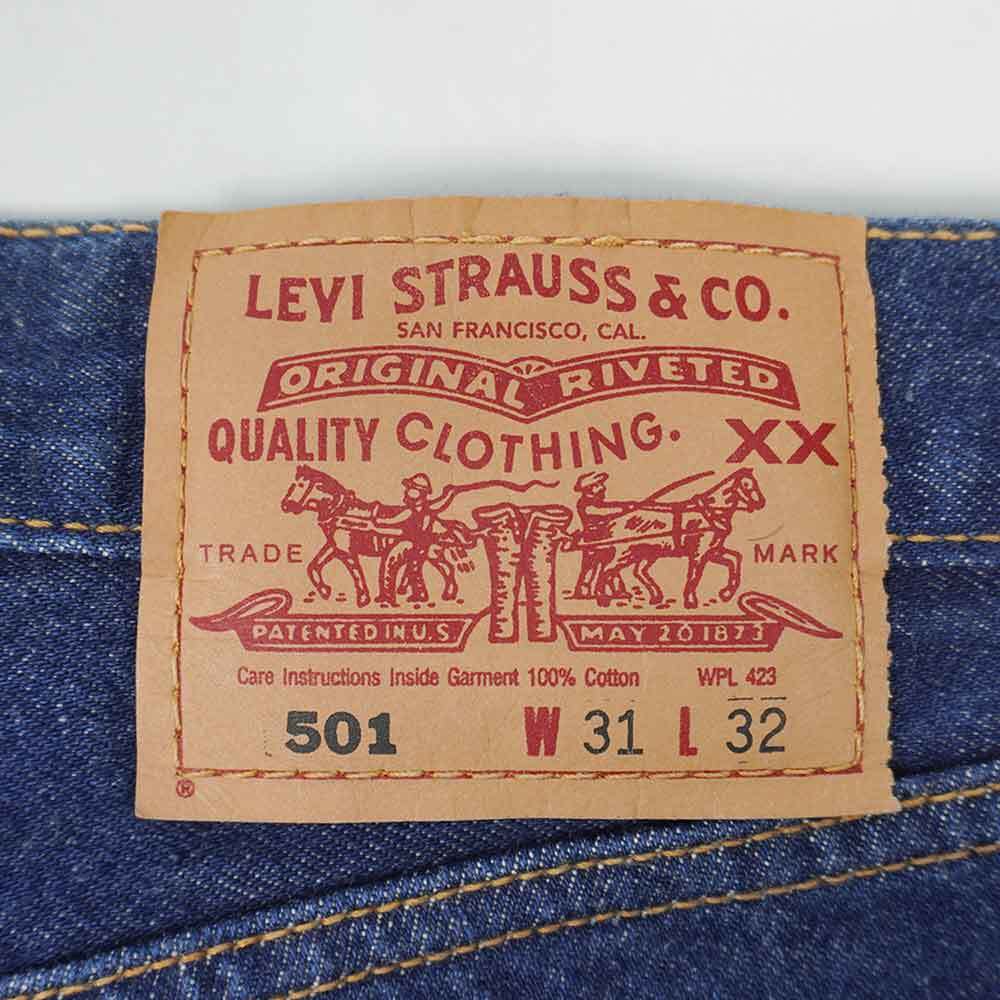 LEVI STRAUSS & CO.
SAN FRANCISCO, CAL.
ORIGINAL RIVETED
QUALITY CLOTHING. XX
TRADE MARK
PATENTED IN U.S MAY 20 1873
Care Instructions Inside Garment 100% Cotton WPL 423
501 W 31 L 32
®